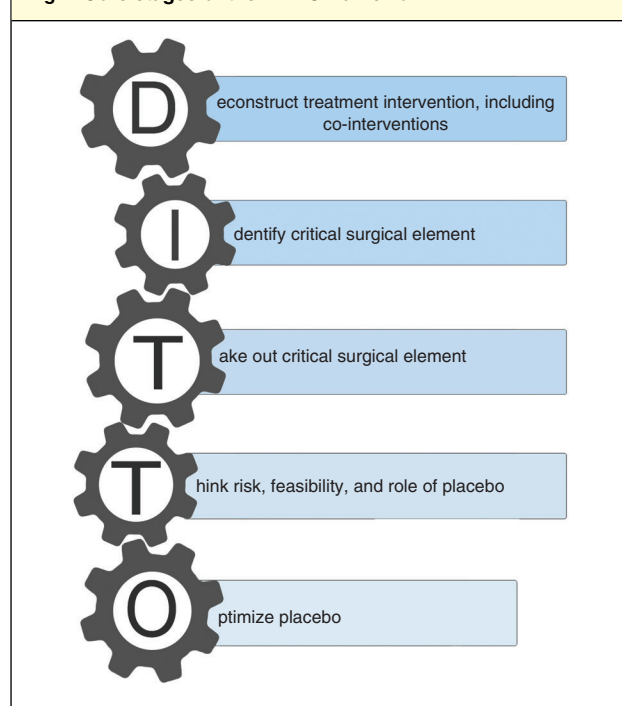 D econstruct treatment intervention, including
co-interventions
I dentify critical surgical element
T ake out critical surgical element
T hink risk, feasibility, and role of placebo
O ptimize placebo